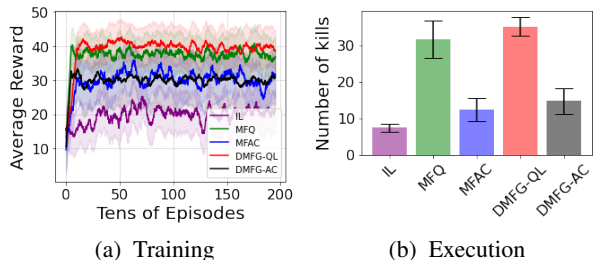 Average Reward
50
40
30
20
10
0
50
100
150
200
Tens of Episodes
IL
MFQ
MFAC
DMFG-QL
DMFG-AC
(a) Training
Number of kills
30
20
10
0
IL
MFQ
MFAC
DMFG-QL
DMFG-AC
(b) Execution